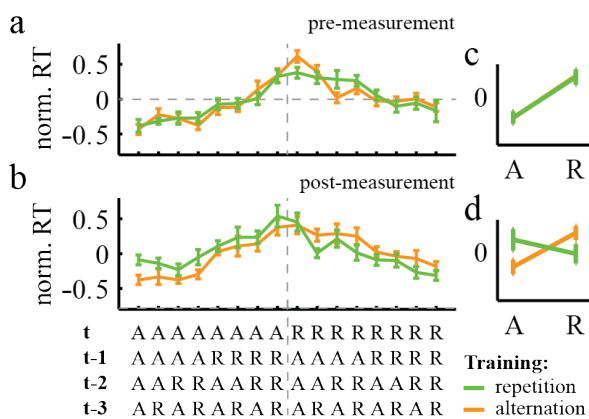 a
pre-measurement
norm. RT
0.5
0
-0.5
c
0
A R
b
post-measurement
norm. RT
0.5
0
-0.5
d
0
A R
t A A A A A A A A R R R R R R R R
t-1 A A A A R R R R A A A A R R R R
t-2 A A R R A A R R A A R R A A R R
t-3 A R A R A R A R A R A R A R A R
Training:
repetition
alternation